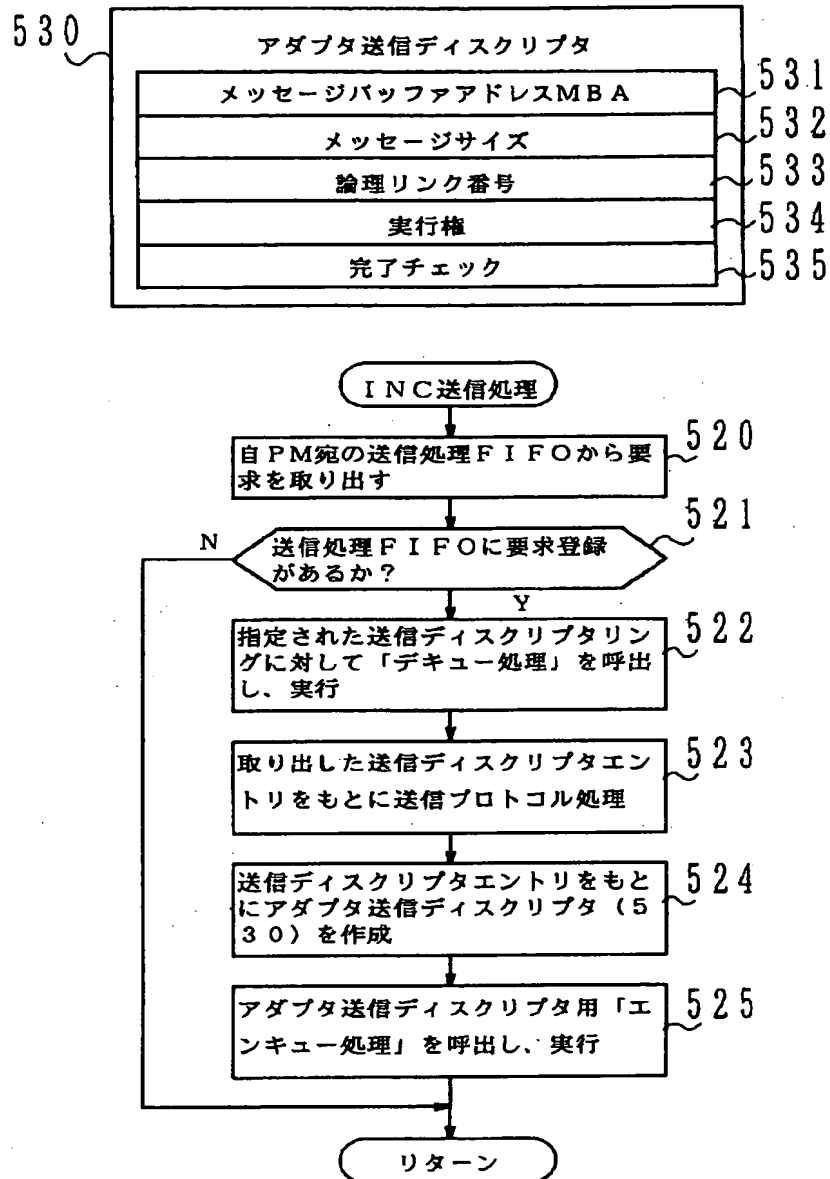 530
アダプタ送信ディスクリプタ
メッセージバッファアドレスMBA
531
メッセージサイズ
532
論理リンク番号
533
実行権
534
完了チェック
535
INC送信処理
自PM宛の送信処理FIFOから要
求を取り出す
520
送信処理FIFOに要求登録
があるか?
521
N
Y
指定された送信ディスクリプタリン
グに対して「デキュー処理」を呼出
し、実行
522
取り出した送信ディスクリプタエン
トリをもとに送信プロトコル処理
523
送信ディスクリプタエントリをもと
にアダプタ送信ディスクリプタ(5
30)を作成
524
アダプタ送信ディスクリプタ用「エ
ンキュー処理」を呼出し、実行
525
リターン